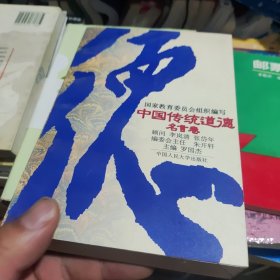 德
国家教育委员会组织编写
中国传统道德
名言卷
顾问 李岚清 张岱年
编委会主任 朱开轩
主编 罗国杰
中国人民大学出版社
邮票